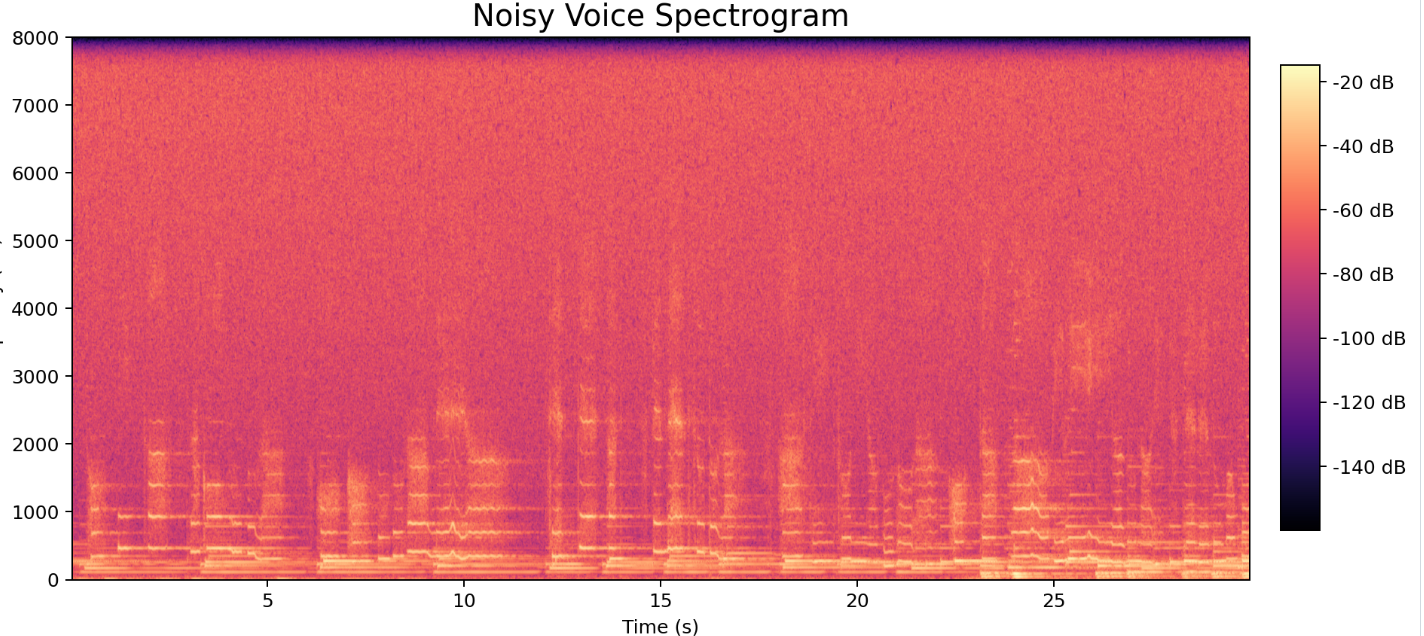 Noisy Voice Spectrogram
8000
7000
6000
5000
4000
3000
2000
1000
0
5
10
15
20
25
Time (s)
-20 dB
-40 dB
-60 dB
-80 dB
-100 dB
-120 dB
-140 dB